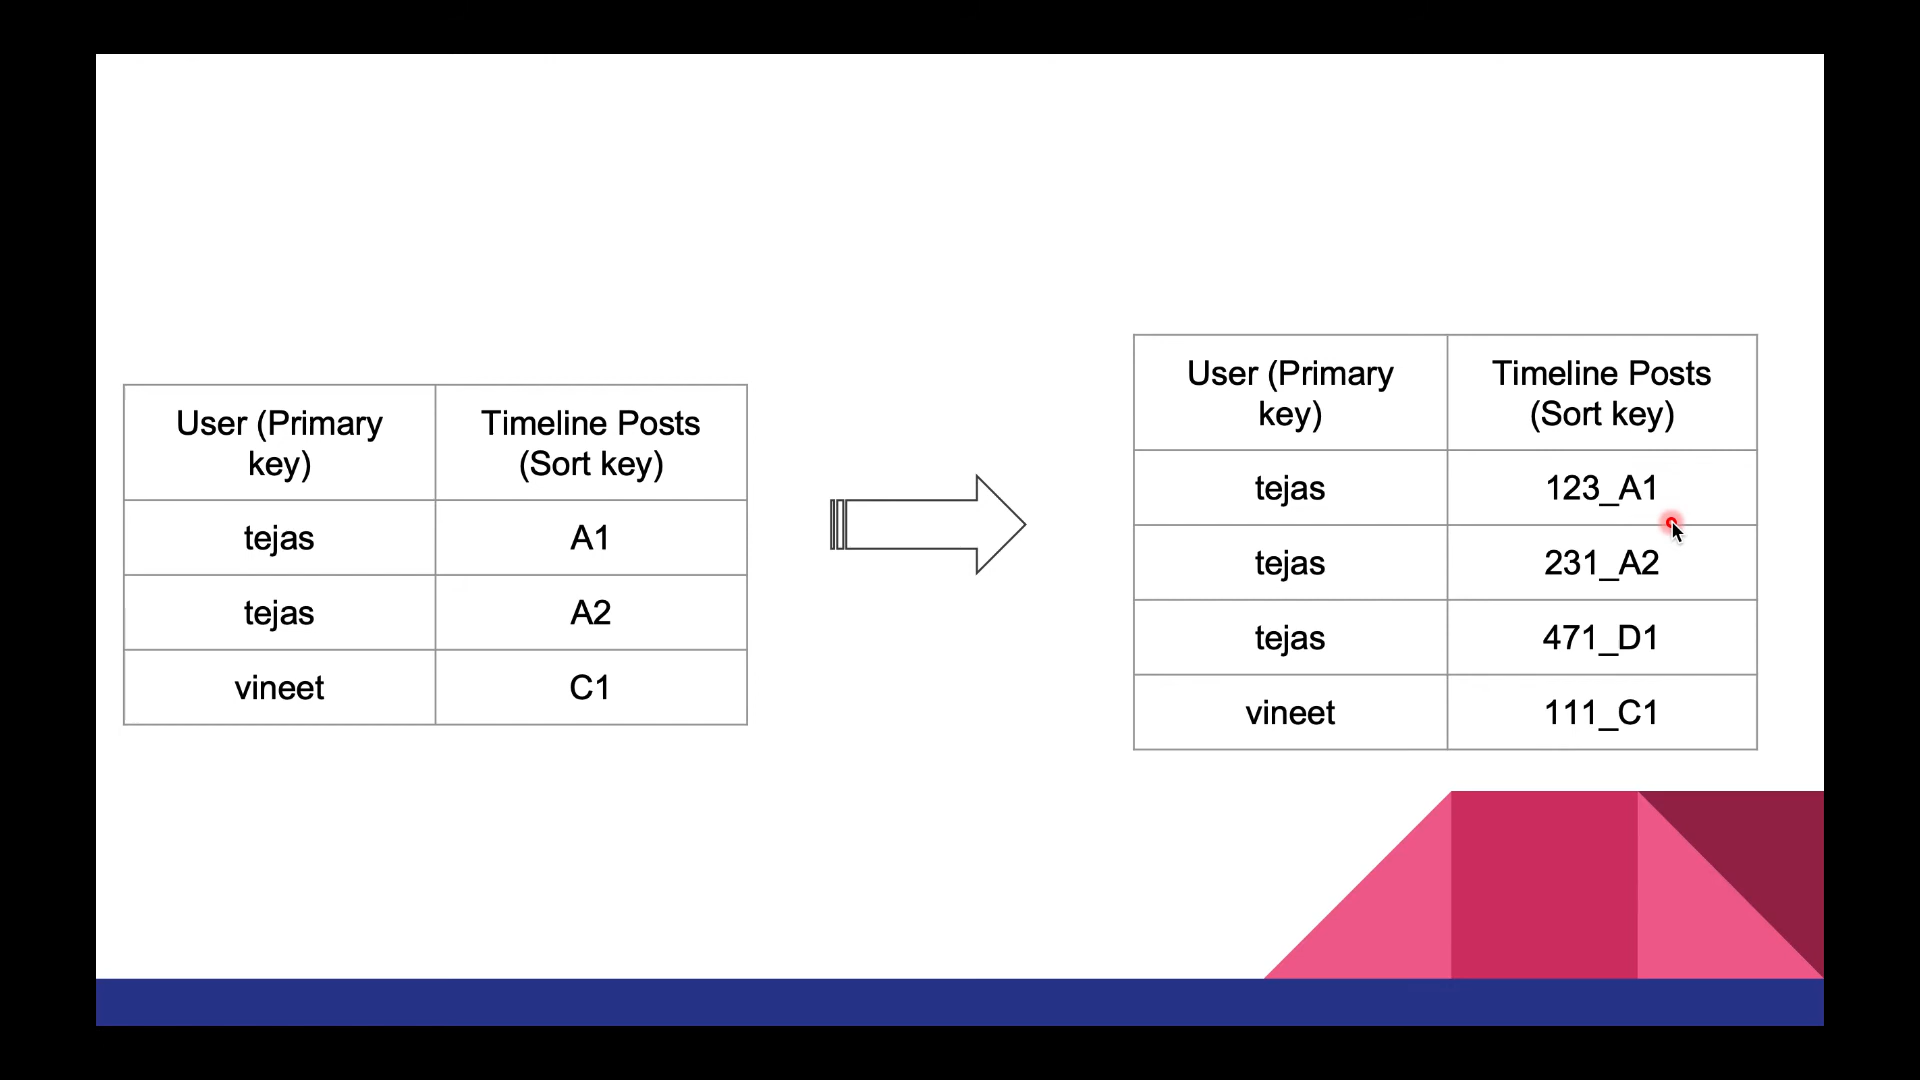 User (Primary
key)
Timeline Posts
(Sort key)
tejas
A1
tejas
A2
vineet
C1
User (Primary
key)
Timeline Posts
(Sort key)
tejas
123_A1
tejas
231_A2
tejas
471_D1
vineet
111_C1